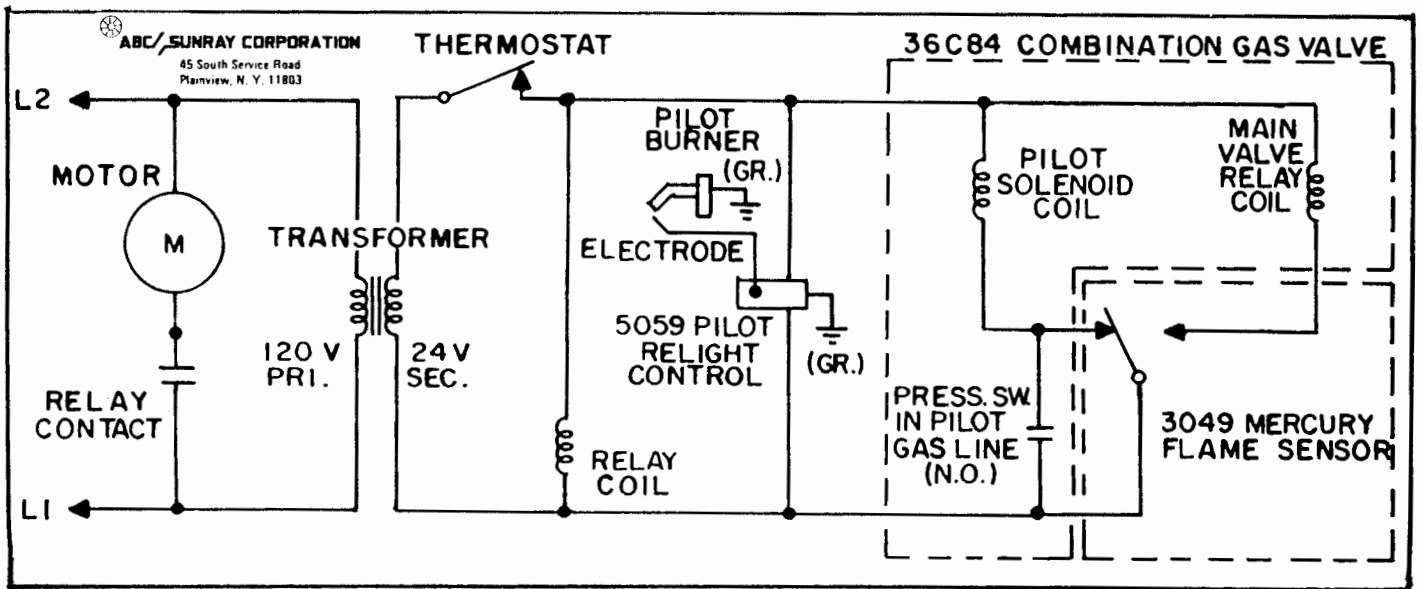 ABC/SUNRAY CORPORATION
45 South Service Road
Plainview, N. Y. 11803
THERMOSTAT
36C84 COMBINATION GAS VALVE
L2
MOTOR
M
TRANSFORMER
120 V
PRI.
24V
SEC.
RELAY
CONTACT
L1
PILOT
BURNER
(GR.)
ELECTRODE
5059 PILOT
RELIGHT
CONTROL
(GR.)
RELAY
COIL
PILOT
SOLENOID
COIL
MAIN
VALVE
RELAY
COIL
PRESS. SW.
IN PILOT
GAS LINE
(N.O.)
3049 MERCURY
FLAME SENSOR